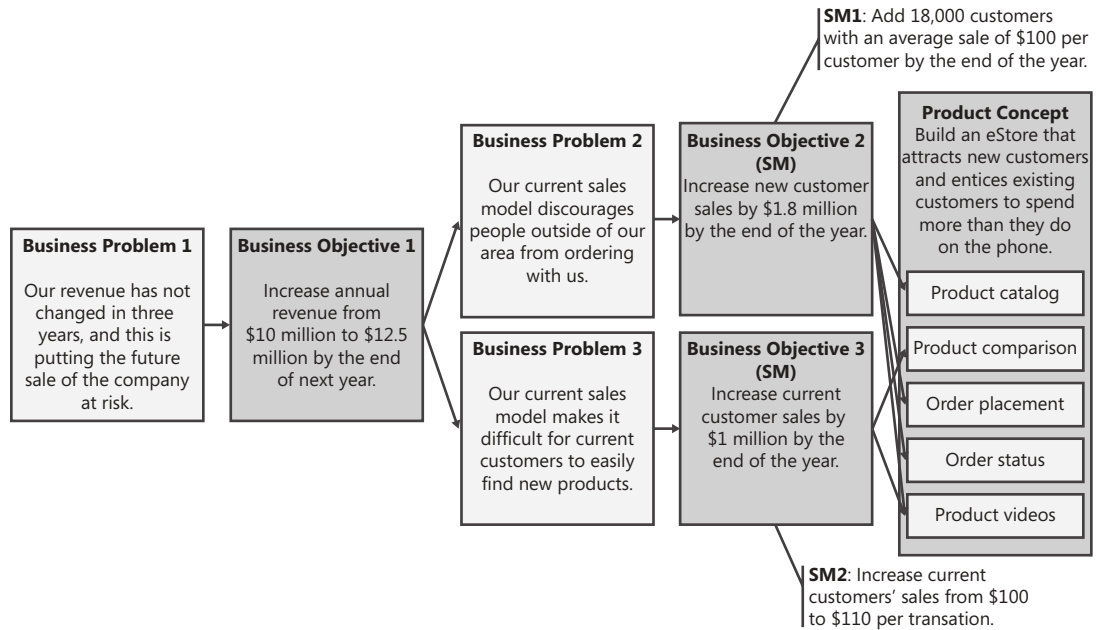 SM1: Add 18,000 customers
with an average sale of $100 per
customer by the end of the year.
Business Problem 1
Our revenue has not
changed in three
years, and this is
putting the future
sale of the company
at risk.
Business Objective 1
Increase annual
revenue from
$10 million to $12.5
million by the end
of next year.
Business Problem 2
Our current sales
model discourages
people outside of our
area from ordering
with us.
Business Objective 2
(SM)
Increase new customer
sales by $1.8 million
by the end of the year.
Business Problem 3
Our current sales
model makes it
difficult for current
customers to easily
find new products.
Business Objective 3
(SM)
Increase current
customer sales by
$1 million by the
end of the year.
Product Concept
Build an eStore that
attracts new customers
and entices existing
customers to spend
more than they do
on the phone.
Product catalog
Product comparison
Order placement
Order status
Product videos
SM2: Increase current
customers’ sales from $100
to $110 per transation.